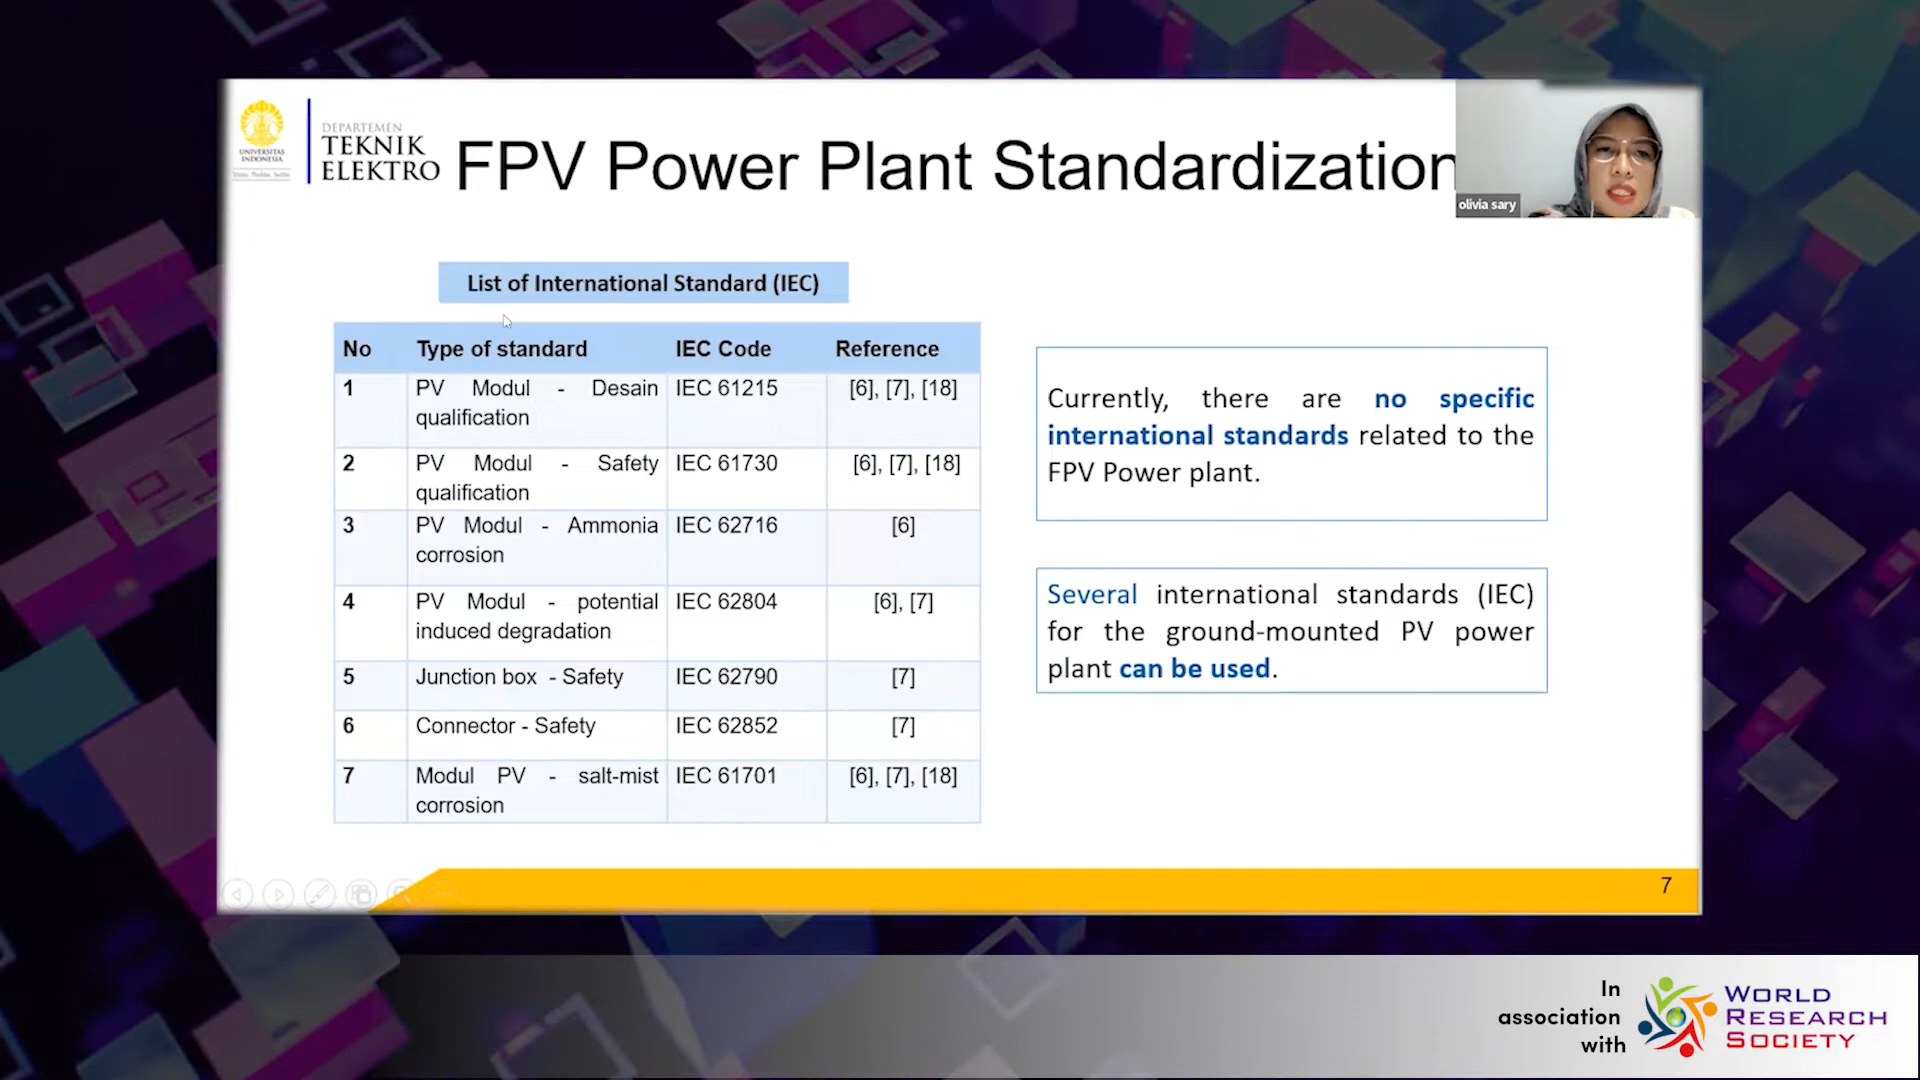 UNIVERSITAS
INDONESIA
DEPARTEMEN
TEKNIK
ELEKTRO
FPV Power Plant Standardization
olivia sary
List of International Standard (IEC)
No Type of standard IEC Code Reference
1 PV Modul - Desain IEC 61215 [6], [7], [18]
qualification
2 PV Modul - Safety IEC 61730 [6], [7], [18]
qualification
3 PV Modul - Ammonia IEC 62716 [6]
corrosion
4 PV Modul - potential IEC 62804 [6], [7]
induced degradation
5 Junction box - Safety IEC 62790 [7]
6 Connector - Safety IEC 62852 [7]
7 Modul PV - salt-mist IEC 61701 [6], [7], [18]
corrosion
Currently, there are no specific
international standards related to the
FPV Power plant.
Several international standards (IEC)
for the ground-mounted PV power
plant can be used.
7
In
association
with
WORLD
RESEARCH
SOCIETY